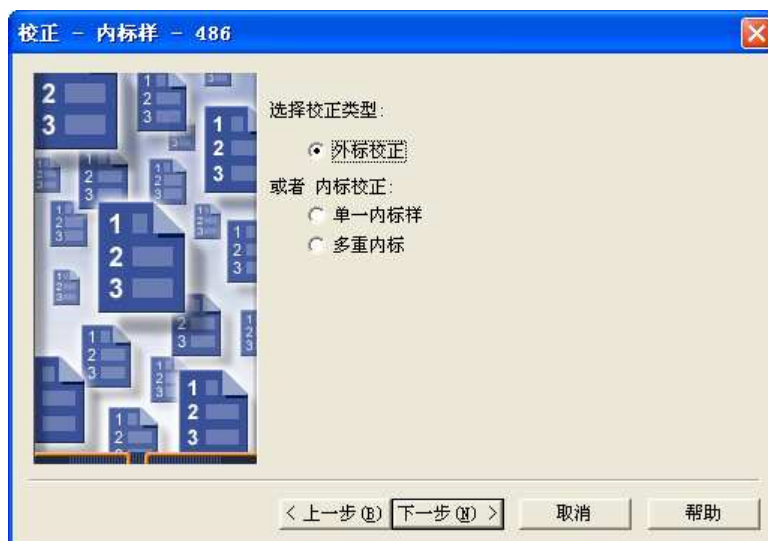 校正 - 内标样 - 486
选择校正类型:
外标校正
或者 内标校正:
单一内标样
多重内标
< 上一步(B) 下一步(N) > 取消 帮助